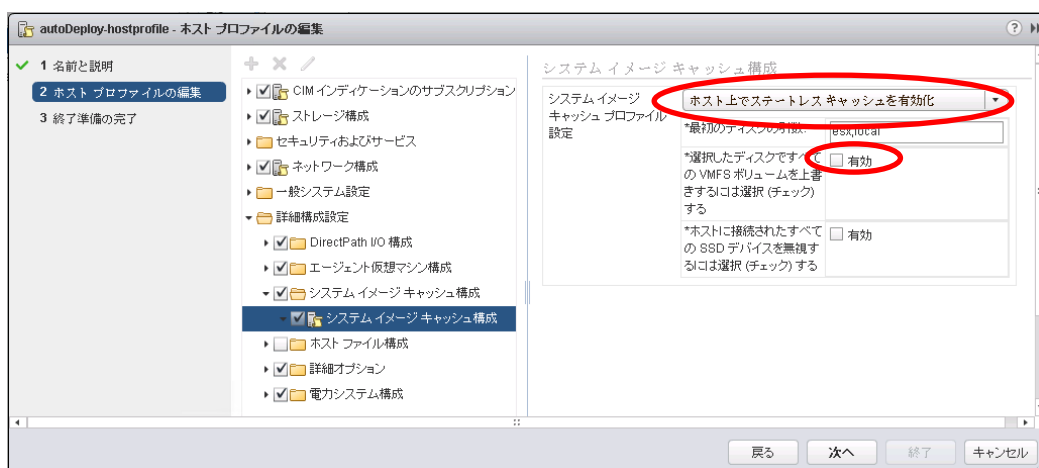 autoDeploy-hostprofile - ホスト プロファイルの編集
1 名前と説明
2 ホスト プロファイルの編集
3 終了準備の完了
CIM インディケーションのサブスクリプション
ストレージ構成
セキュリティおよびサービス
ネットワーク構成
一般システム設定
詳細構成設定
DirectPath I/O 構成
エージェント仮想マシン構成
システム イメージ キャッシュ構成
システム イメージ キャッシュ構成
ホスト ファイル構成
詳細オプション
電力システム構成
システム イメージ キャッシュ構成
システム イメージ
キャッシュ プロファイル
設定
ホスト上でステートレス キャッシュを有効化
*最初のディスクの引数:
esx,local
*選択したディスクですべて
の VMFS ボリュームを上書
きするには選択 (チェック)
する
有効
*ホストに接続されたすべて
の SSD デバイスを無視す
るには選択 (チェック) する
有効
戻る
次へ
終了
キャンセル